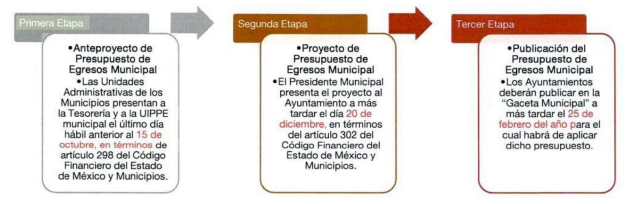 Primera Etapa
•Anteproyecto de
Presupuesto de
Egresos Municipal
•Las Unidades
Administrativas de los
Municipios presentan a
la Tesorería y a la UIPPE
municipal el último día
hábil anterior al 15 de
octubre, en términos de
artículo 298 del Código
Financiero del Estado
de México y Municipios.
Segunda Etapa
•Proyecto de
Presupuesto de
Egresos Municipal
•El Presidente Municipal
presenta el proyecto al
Ayuntamiento a más
tardar el día 20 de
diciembre, en términos
del artículo 302 del
Código Financiero del
Estado de México y
Municipios.
Tercer Etapa
•Publicación del
Presupuesto de
Egresos Municipal
•Los Ayuntamientos
deberán publicar en la
"Gaceta Municipal" a
más tardar el 25 de
febrero del año para el
cual habrá de aplicar
dicho presupuesto.